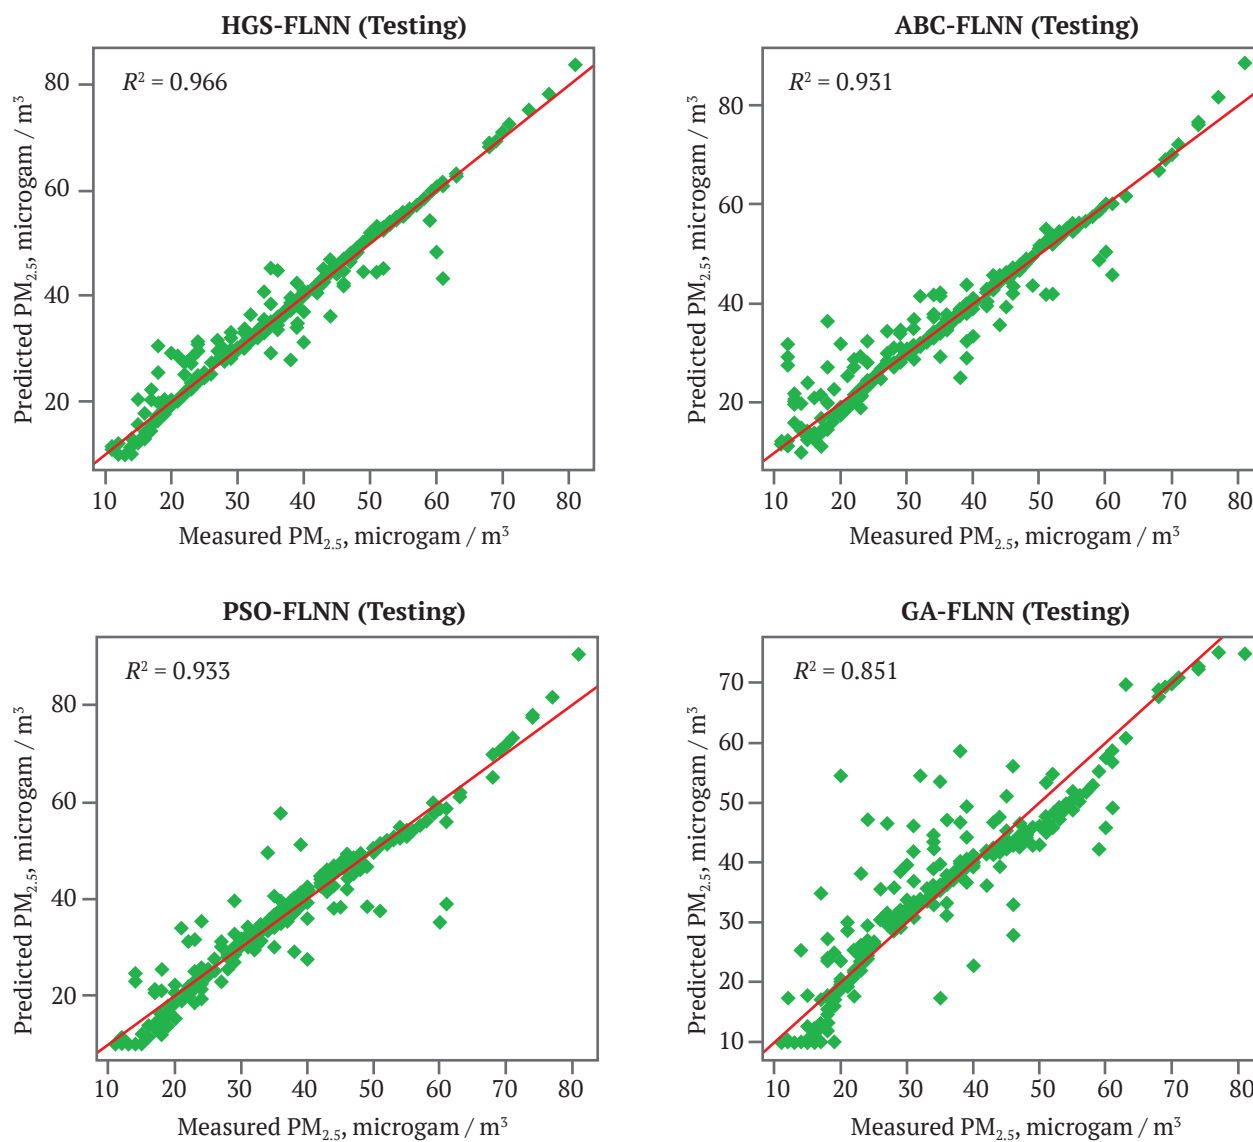 HGS-FLNN (Testing)
R² = 0.966
Predicted PM₂.₅, microgam / m³
80
60
40
20
10 20 30 40 50 60 70 80
Measured PM₂.₅, microgam / m³
ABC-FLNN (Testing)
R² = 0.931
Predicted PM₂.₅, microgam / m³
80
60
40
20
10 20 30 40 50 60 70 80
Measured PM₂.₅, microgam / m³
PSO-FLNN (Testing)
R² = 0.933
Predicted PM₂.₅, microgam / m³
80
60
40
20
10 20 30 40 50 60 70 80
Measured PM₂.₅, microgam / m³
GA-FLNN (Testing)
R² = 0.851
Predicted PM₂.₅, microgam / m³
70
60
50
40
30
20
10
10 20 30 40 50 60 70 80
Measured PM₂.₅, microgam / m³